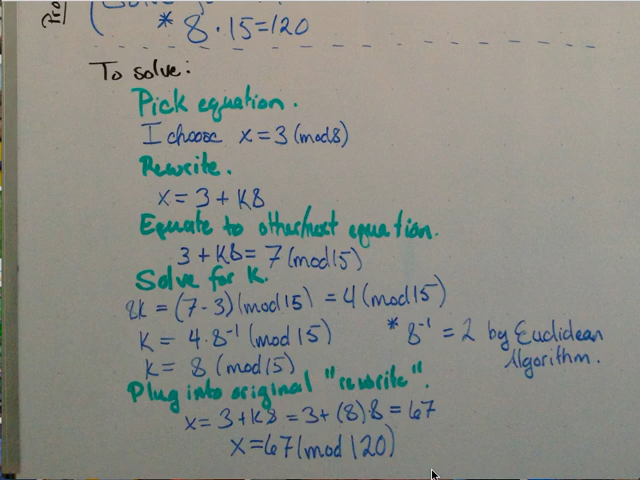 Pro
* 8 · 15 = 120
To solve:
Pick equation.
I choose x = 3 (mod 8)
Rewrite.
x = 3 + K8
Equate to other/next equation.
3 + K8 = 7 (mod 15)
Solve for K.
8K = (7 - 3) (mod 15) = 4 (mod 15)
K = 4 · 8⁻¹ (mod 15) * 8⁻¹ = 2 by Euclidean
Algorithm.
K = 8 (mod 15)
Plug into original "rewrite".
x = 3 + K8 = 3 + (8) 8 = 67
x = 67 (mod 120)